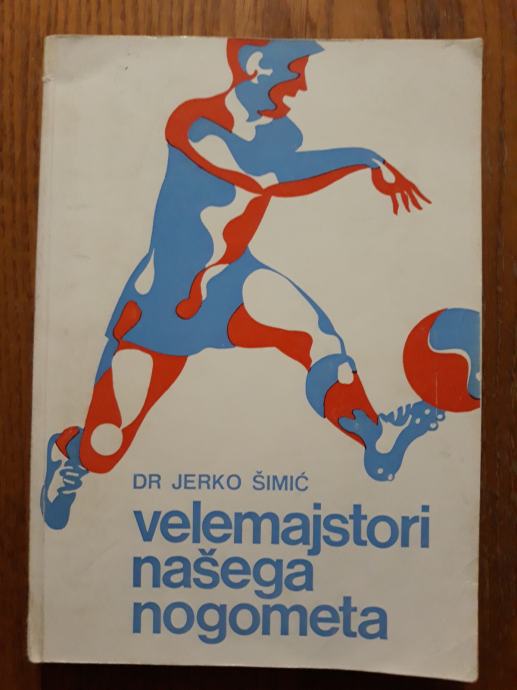 DR JERKO ŠIMIĆ
velemajstori
našega
nogometa